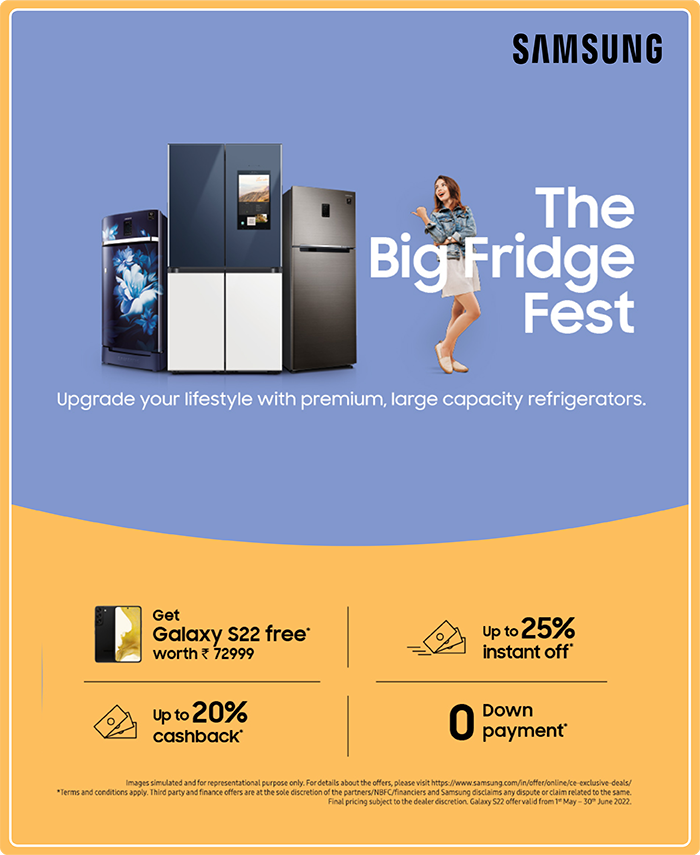 SAMSUNG
The
Big Fridge
Fest
Upgrade your lifestyle with premium, large capacity refrigerators.
Get
Galaxy S22 free*
worth ₹ 72999
Up to 25%
instant off*
Up to 20%
cashback*
0 Down
payment*
Images simulated and for representational purpose only. For details about the offers, please visit https://www.samsung.com/in/offer/online/ce-exclusive-deals/
*Terms and conditions apply. Third party and finance offers are at the sole discretion of the partners/NBFC/financiers and Samsung disclaims any dispute or claim related to the same.
Final pricing subject to the dealer discretion. Galaxy S22 offer valid from 1st May – 30th June 2022.